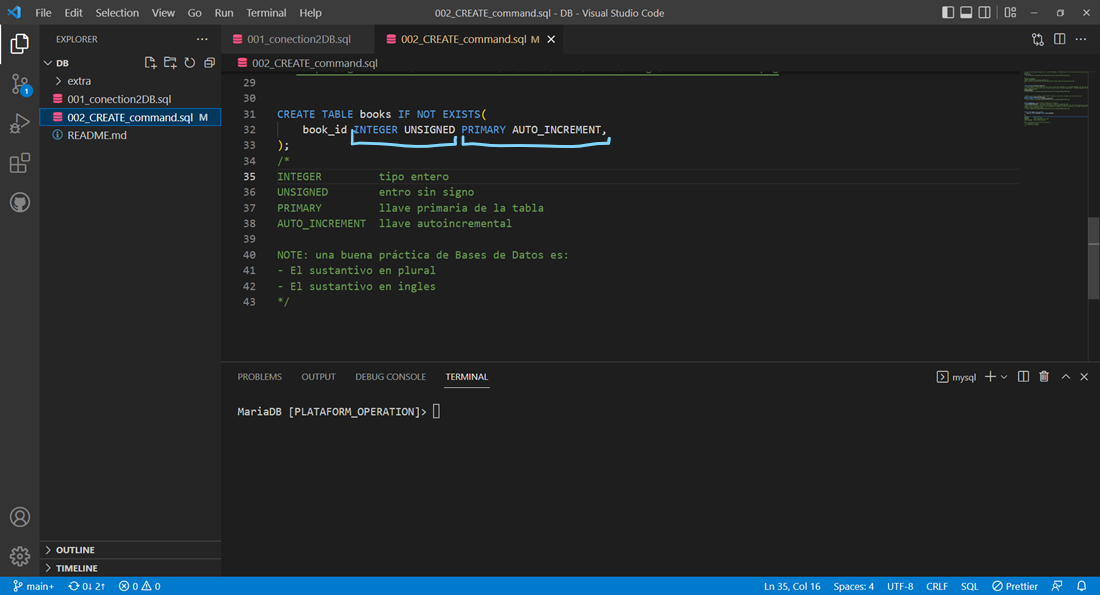 File Edit Selection View Go Run Terminal Help 002_CREATE_command.sql - DB - Visual Studio Code
EXPLORER
DB
extra
001_conection2DB.sql
002_CREATE_command.sql M
README.md
OUTLINE
TIMELINE
1
001_conection2DB.sql 002_CREATE_command.sql M
002_CREATE_command.sql
29
30
31 CREATE TABLE books IF NOT EXISTS(
32 book_id INTEGER UNSIGNED PRIMARY AUTO_INCREMENT,
33 );
34 /*
35 INTEGER tipo entero
36 UNSIGNED entro sin signo
37 PRIMARY llave primaria de la tabla
38 AUTO_INCREMENT llave autoincremental
39
40 NOTE: una buena práctica de Bases de Datos es:
41 - El sustantivo en plural
42 - El sustantivo en ingles
43 */
PROBLEMS OUTPUT DEBUG CONSOLE TERMINAL mysql
MariaDB [PLATAFORM_OPERATION]>
main+ 0↓ 2↑ 0 0 Ln 35, Col 16 Spaces: 4 UTF-8 CRLF SQL Prettier